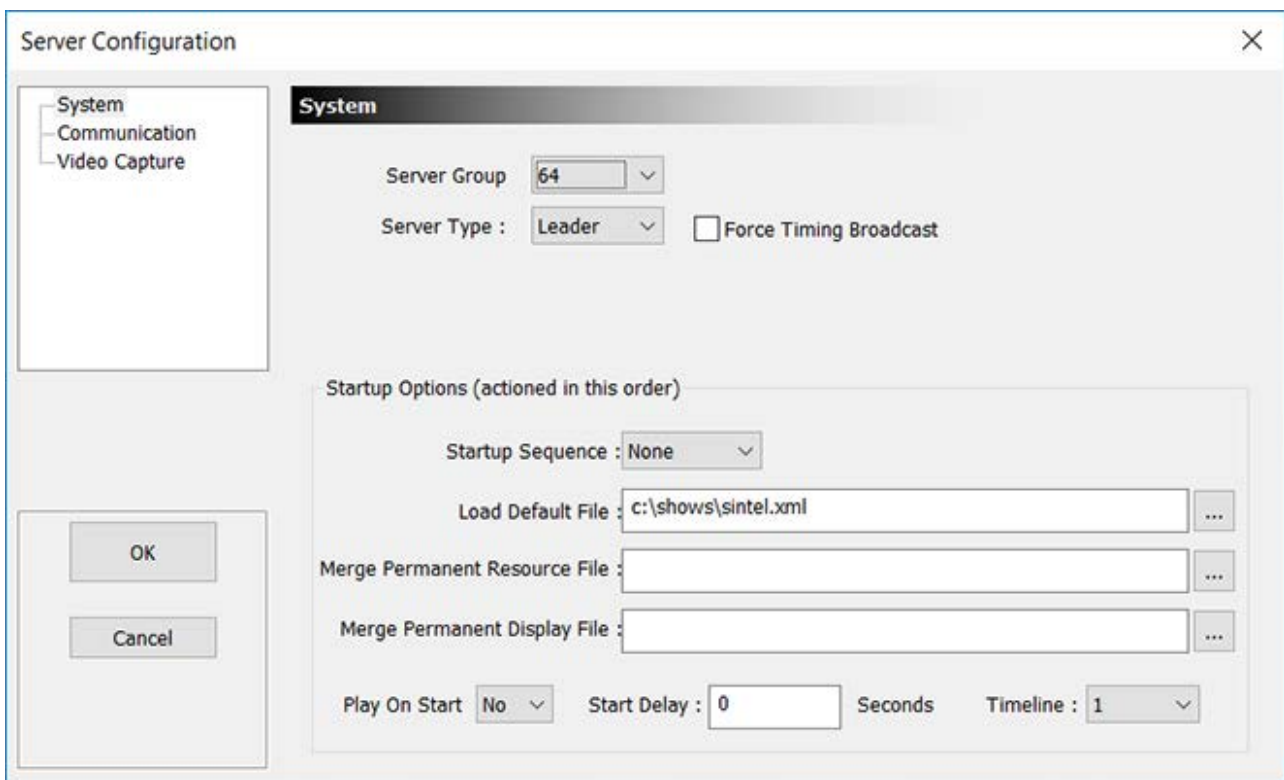 Server Configuration
System
Communication
Video Capture
System
Server Group 64
Server Type : Leader Force Timing Broadcast
Startup Options (actioned in this order)
Startup Sequence : None
Load Default File : c:\shows\sintel.xml ...
Merge Permanent Resource File : ...
Merge Permanent Display File : ...
Play On Start No Start Delay : 0 Seconds Timeline : 1
OK
Cancel